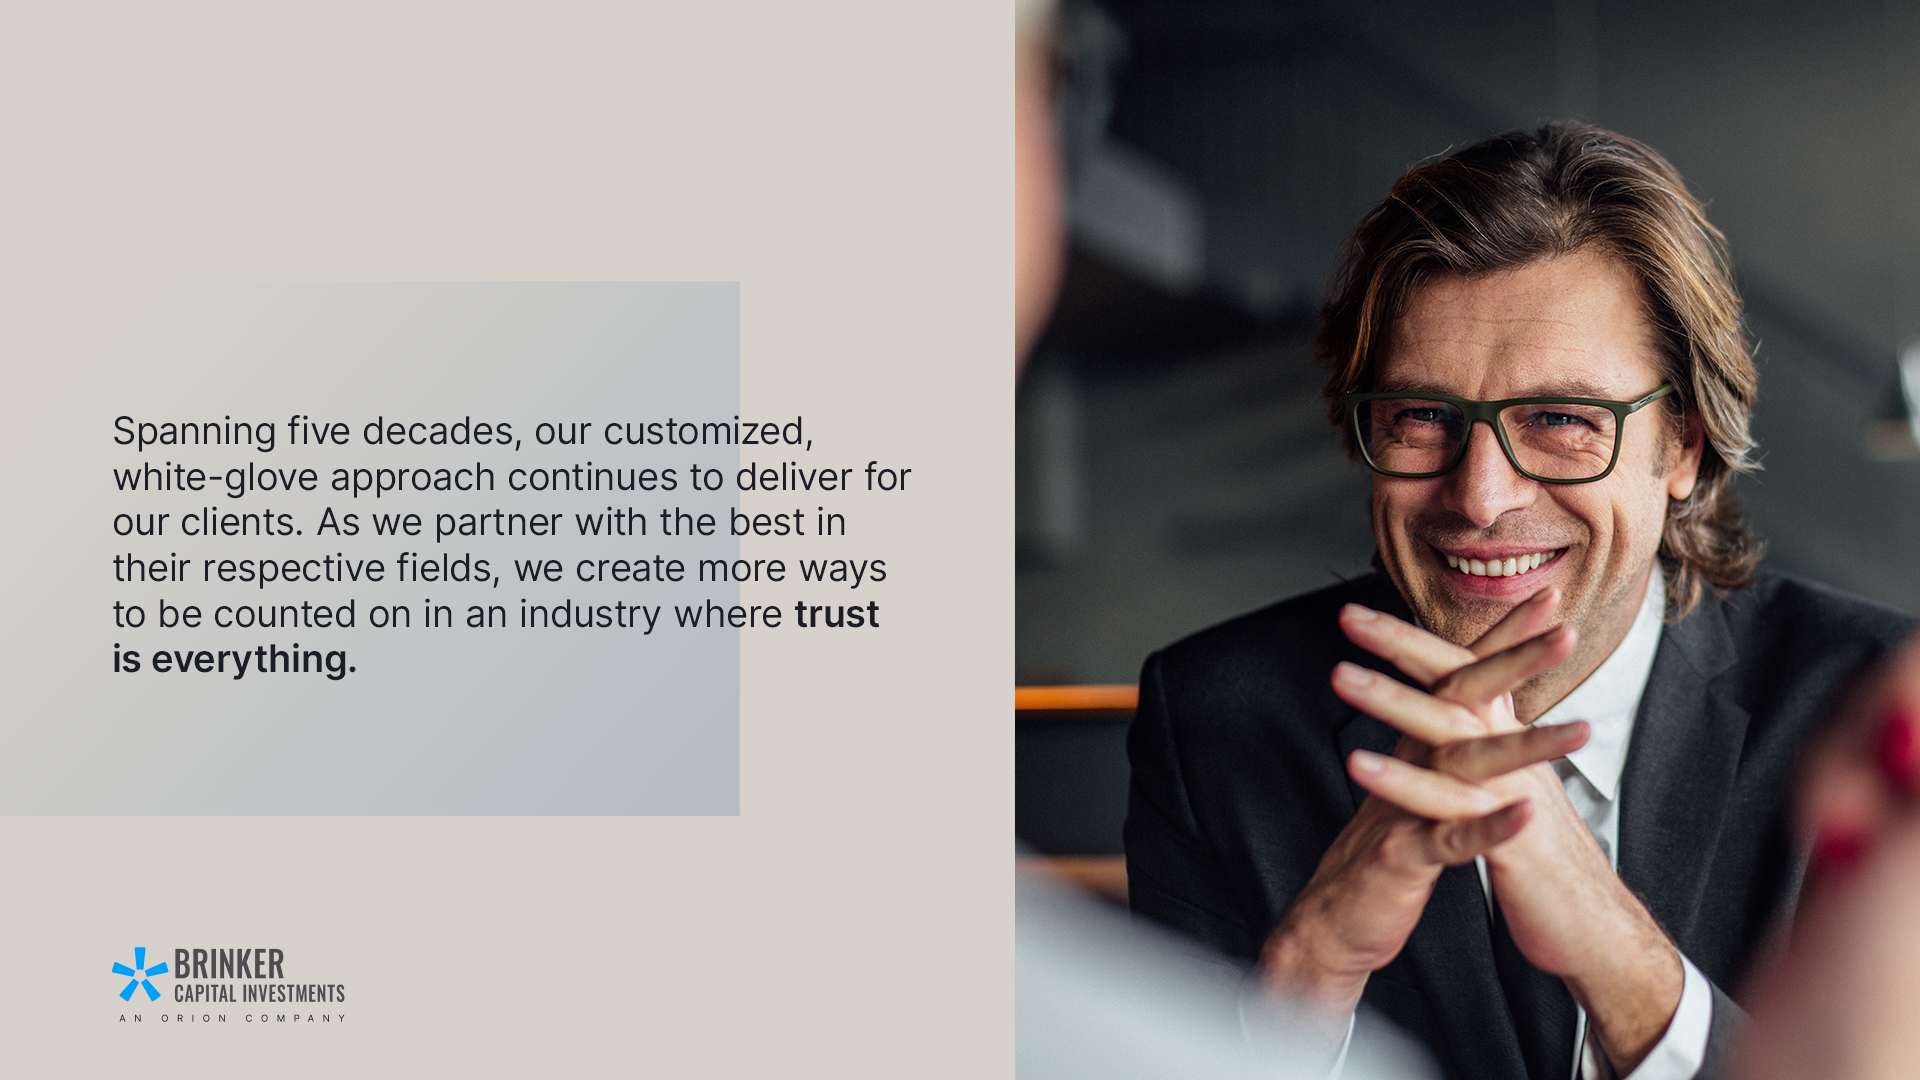 Spanning five decades, our customized,
white-glove approach continues to deliver for
our clients. As we partner with the best in
their respective fields, we create more ways
to be counted on in an industry where trust
is everything.
BRINKER
CAPITAL INVESTMENTS
AN ORION COMPANY